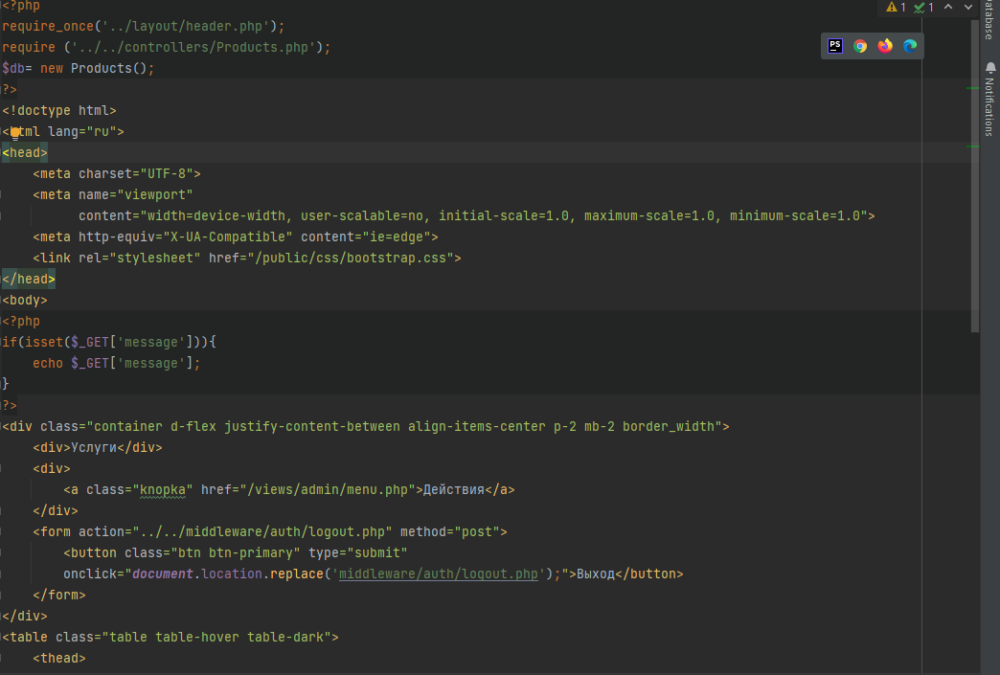 <?php
require_once('../layout/header.php');
require ('../../controllers/Products.php');
$db= new Products();
?>
<!doctype html>
<html lang="ru">
<head>
    <meta charset="UTF-8">
    <meta name="viewport"
          content="width=device-width, user-scalable=no, initial-scale=1.0, maximum-scale=1.0, minimum-scale=1.0">
    <meta http-equiv="X-UA-Compatible" content="ie=edge">
    <link rel="stylesheet" href="/public/css/bootstrap.css">
</head>
<body>
<?php
if(isset($_GET['message'])){
    echo $_GET['message'];
}
?>
<div class="container d-flex justify-content-between align-items-center p-2 mb-2 border_width">
    <div>Услуги</div>
    <div>
        <a class="knopka" href="/views/admin/menu.php">Действия</a>
    </div>
    <form action="../../middleware/auth/logout.php" method="post">
        <button class="btn btn-primary" type="submit"
        onclick="document.location.replace('middleware/auth/logout.php');">Выход</button>
    </form>
</div>
<table class="table table-hover table-dark">
    <thead>
1 1
PS
Database
Notifications